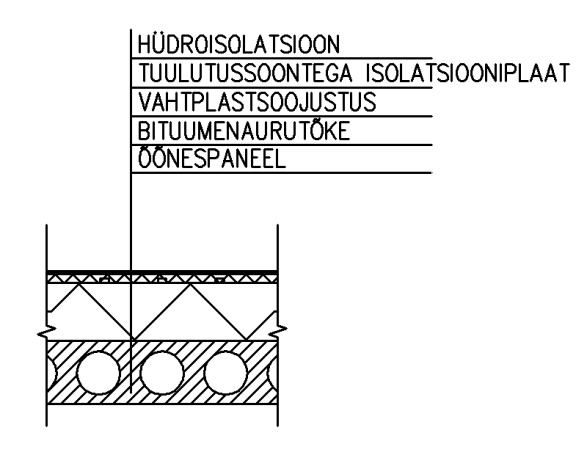 HÜDROISOLATSIOON
TUULUTUSSOONTEGA ISOLATSIOONIPLAAT
VAHTPLASTSOOJUSTUS
BITUUMENAURUTÕKE
ÕÕNESPANEEL